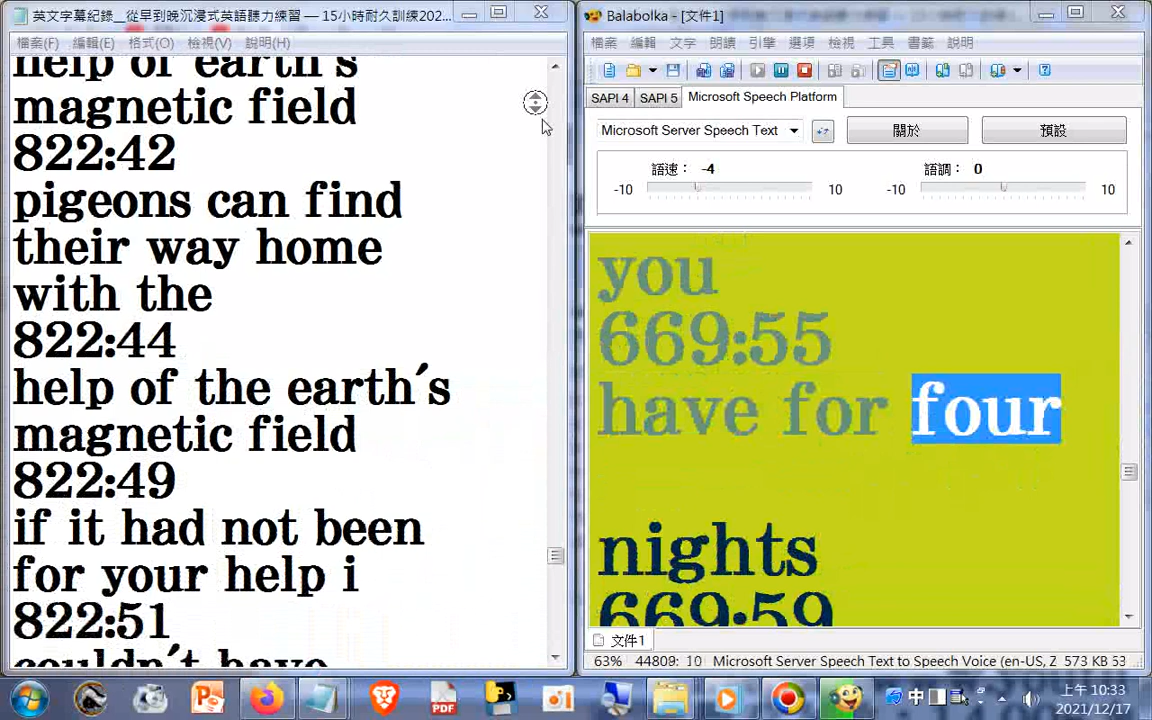 英文字幕紀錄__從早到晚沉浸式英語聽力練習 — 15小時耐久訓練202...
檔案(F) 編輯(E) 格式(O) 檢視(V) 說明(H)
help of earth's
magnetic field
822:42
pigeons can find
their way home
with the
822:44
help of the earth's
magnetic field
822:49
if it had not been
for your help i
822:51
couldn't have
Balabolka - [文件1]
檔案 編輯 文字 朗讀 引擎 選項 檢視 工具 書籤 說明
SAPI 4 SAPI 5 Microsoft Speech Platform
Microsoft Server Speech Text 關於 預設
語速： -4 語調： 0
-10 10 -10 10
you
669:55
have for four
nights
669:59
文件1
63% 44809: 10 Microsoft Server Speech Text to Speech Voice (en-US, Z 573 KB 53
PDF
中
上午 10:33
2021/12/17